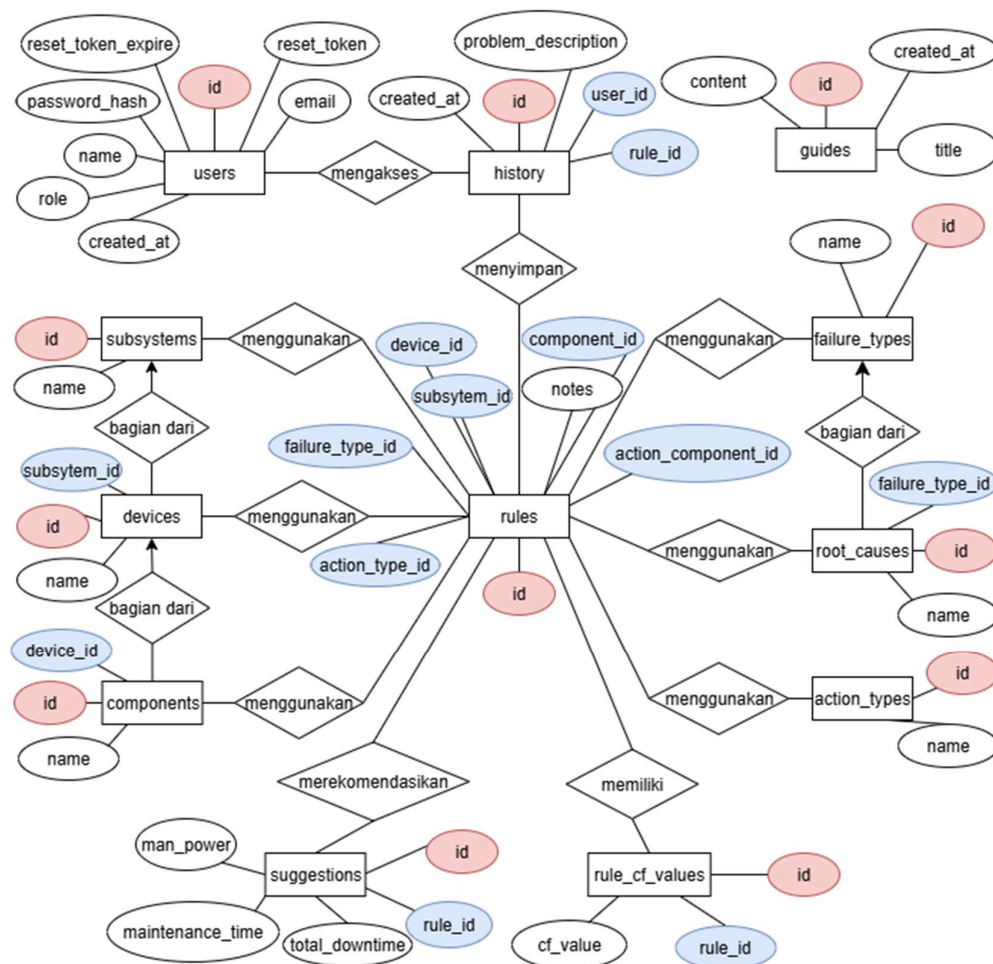 reset_token_expire
reset_token
problem_description
created_at
id
content
id
password_hash
email
created_at
id
user_id
name
users
mengakses
history
rule_id
guides
title
role
created_at
id
name
menyimpan
id
subsystems
menggunakan
device_id
component_id
menggunakan
failure_types
name
subsytem_id
notes
bagian dari
failure_type_id
action_component_id
bagian dari
subsytem_id
failure_type_id
id
devices
menggunakan
rules
menggunakan
root_causes
id
name
action_type_id
id
bagian dari
name
device_id
id
components
menggunakan
menggunakan
action_types
id
name
name
merekomendasikan
memiliki
man_power
id
suggestions
rule_cf_values
id
maintenance_time
total_downtime
rule_id
cf_value
rule_id